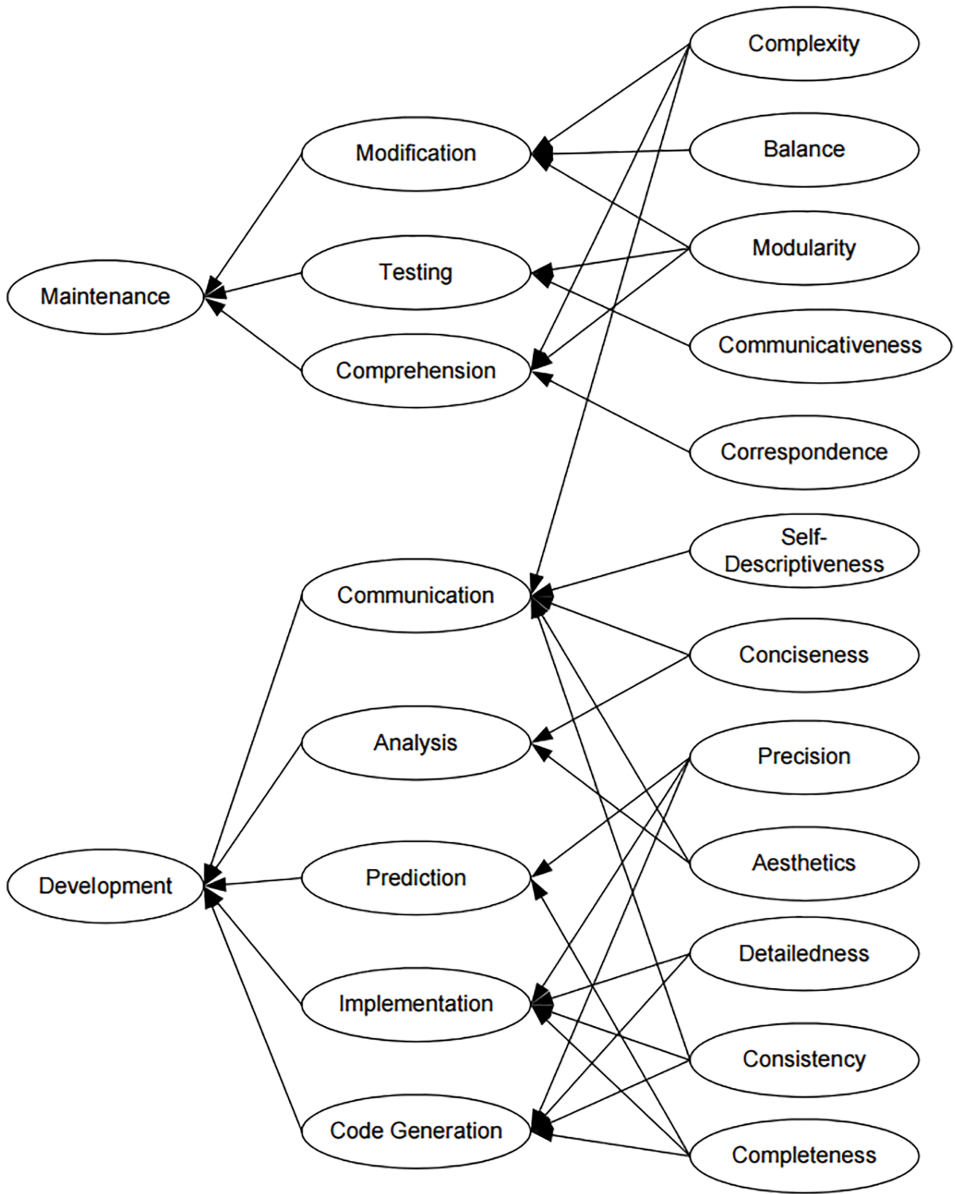 Complexity
Modification
Balance
Modularity
Testing
Maintenance
Communicativeness
Comprehension
Correspondence
Self-
Descriptiveness
Communication
Conciseness
Analysis
Precision
Aesthetics
Prediction
Development
Detailedness
Implementation
Consistency
Code Generation
Completeness